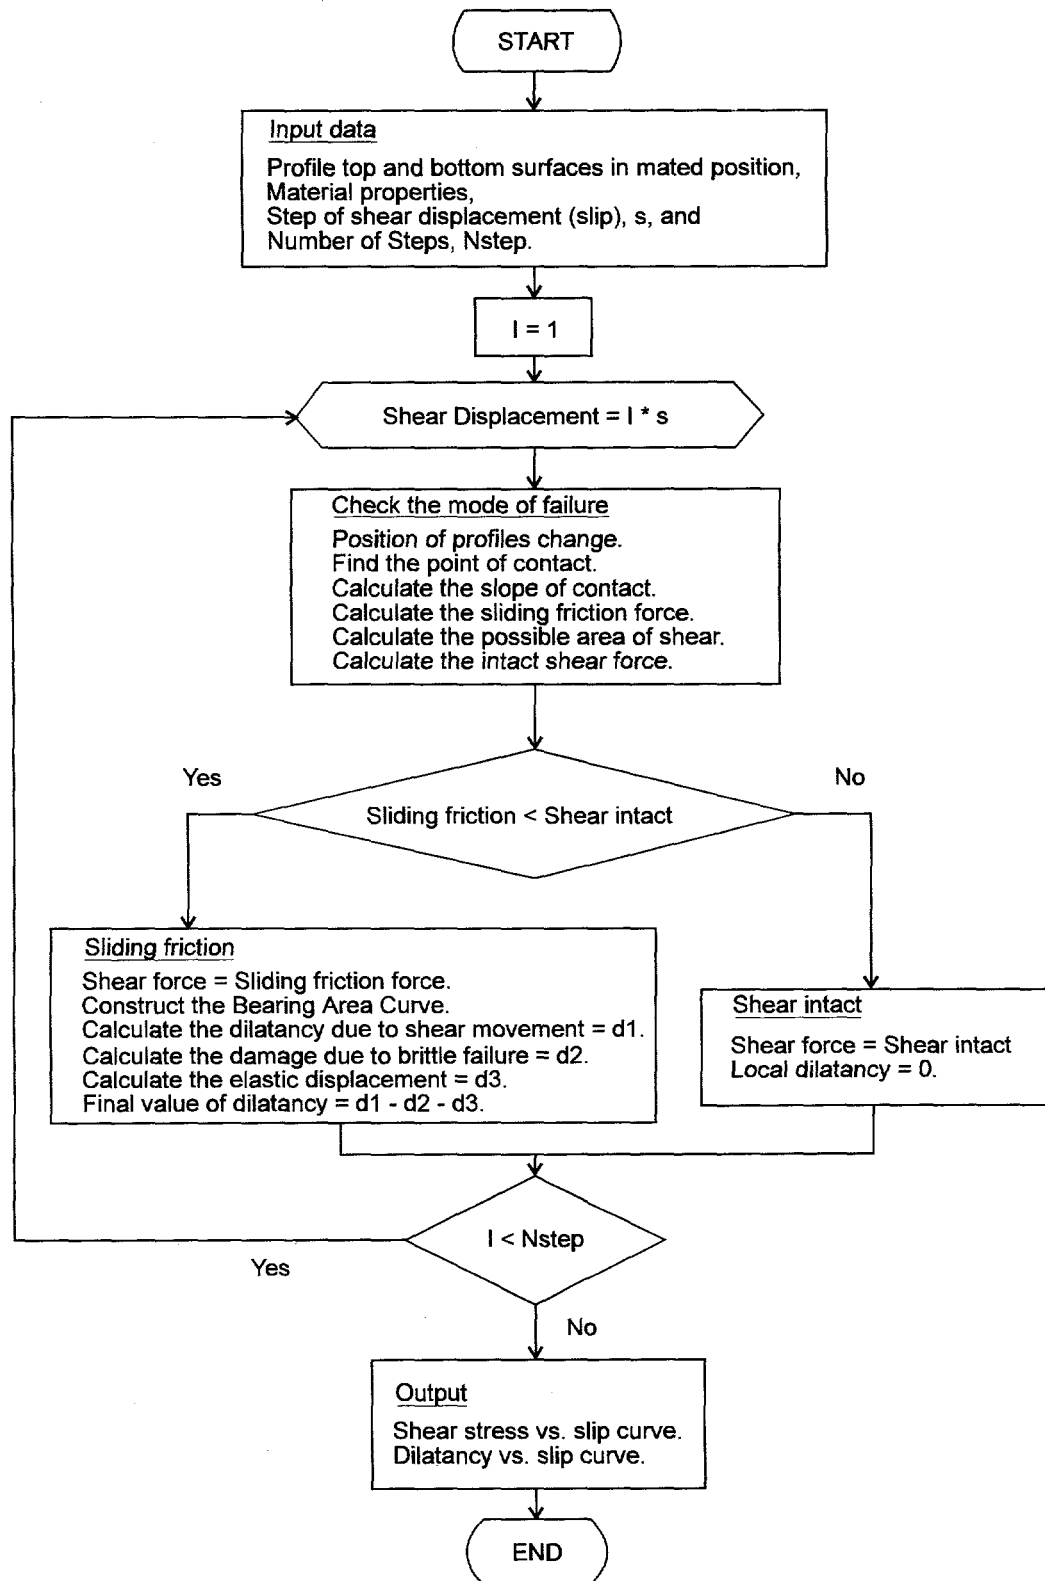 START
Input data
Profile top and bottom surfaces in mated position,
Material properties,
Step of shear displacement (slip), s, and
Number of Steps, Nstep.
I = 1
Shear Displacement = I * s
Check the mode of failure
Position of profiles change.
Find the point of contact.
Calculate the slope of contact.
Calculate the sliding friction force.
Calculate the possible area of shear.
Calculate the intact shear force.
Yes
No
Sliding friction < Shear intact
Sliding friction
Shear force = Sliding friction force.
Construct the Bearing Area Curve.
Calculate the dilatancy due to shear movement = d1.
Calculate the damage due to brittle failure = d2.
Calculate the elastic displacement = d3.
Final value of dilatancy = d1 - d2 - d3.
Shear intact
Shear force = Shear intact
Local dilatancy = 0.
I < Nstep
Yes
No
Output
Shear stress vs. slip curve.
Dilatancy vs. slip curve.
END